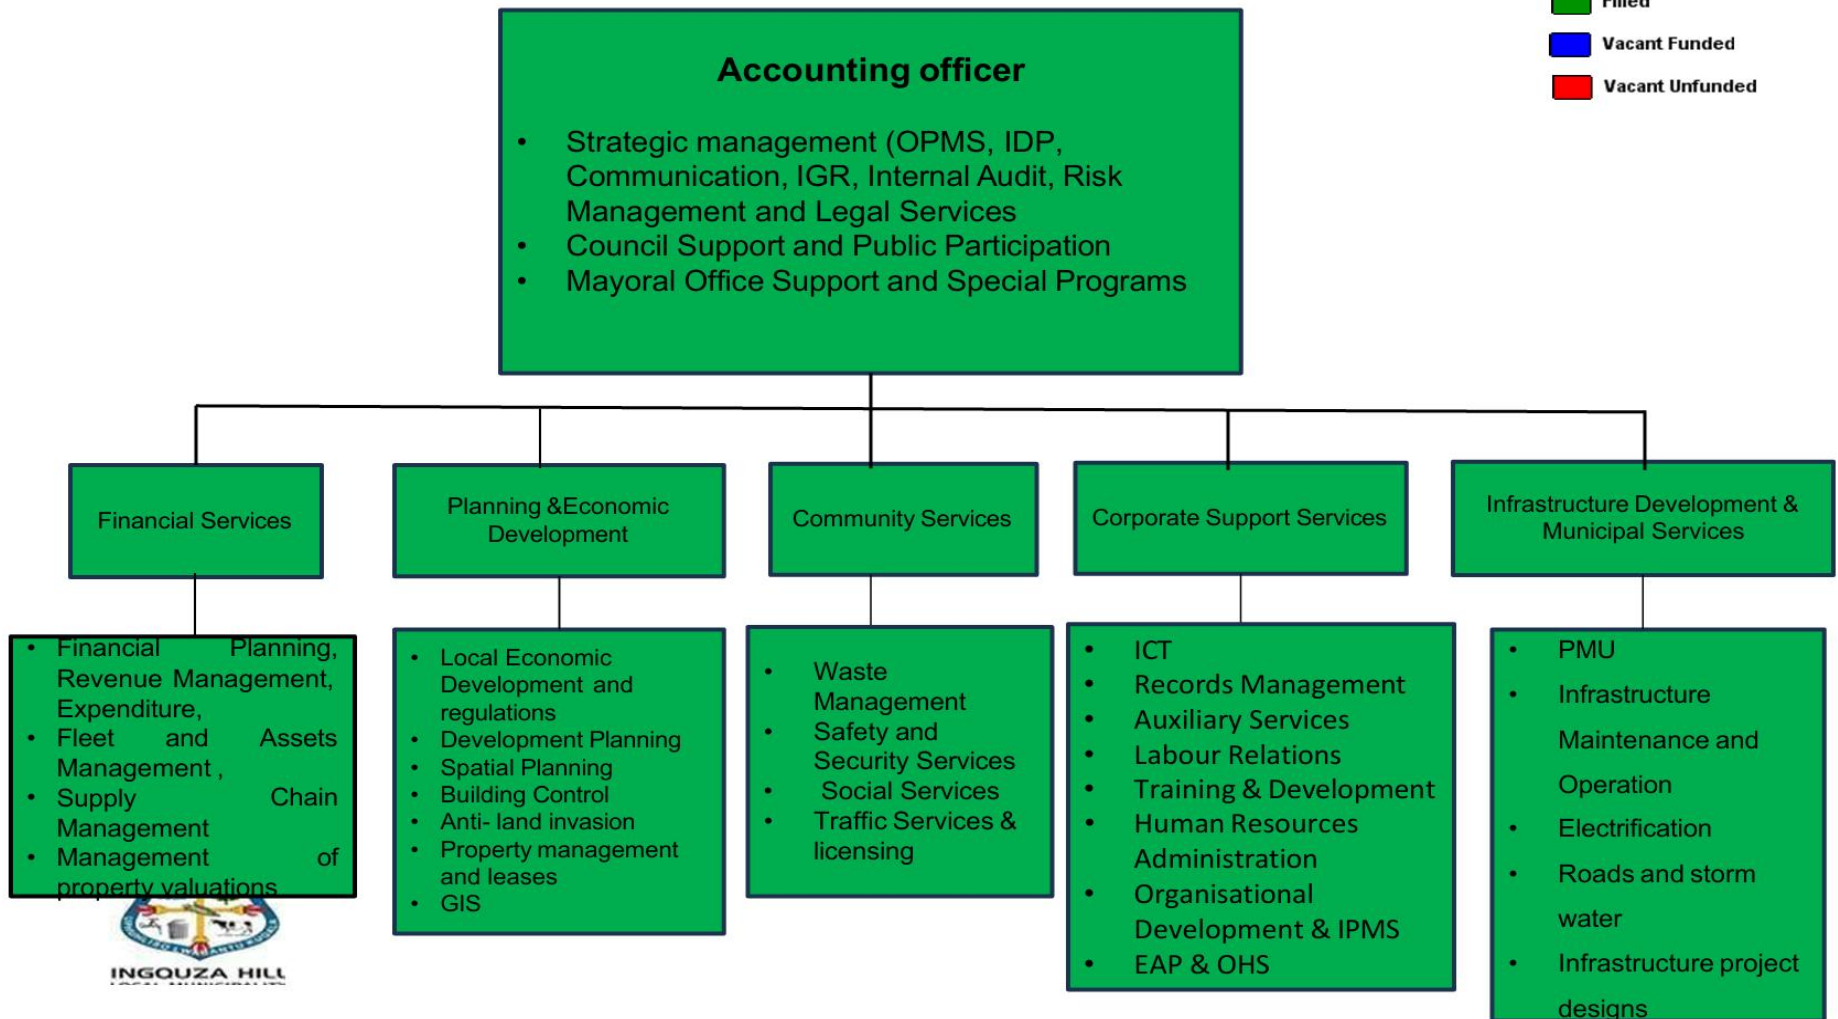 Filled
Vacant Funded
Vacant Unfunded
Accounting officer
• Strategic management (OPMS, IDP,
Communication, IGR, Internal Audit, Risk
Management and Legal Services
• Council Support and Public Participation
• Mayoral Office Support and Special Programs
Financial Services
Planning &Economic
Development
Community Services
Corporate Support Services
Infrastructure Development &
Municipal Services
• Financial Planning,
Revenue Management,
Expenditure,
• Fleet and Assets
Management ,
• Supply Chain
Management
• Management of
property valuations
• Local Economic
Development and
regulations
• Development Planning
• Spatial Planning
• Building Control
• Anti- land invasion
• Property management
and leases
• GIS
• Waste
Management
• Safety and
Security Services
• Social Services
• Traffic Services &
licensing
• ICT
• Records Management
• Auxiliary Services
• Labour Relations
• Training & Development
• Human Resources
Administration
• Organisational
Development & IPMS
• EAP & OHS
• PMU
• Infrastructure
Maintenance and
Operation
• Electrification
• Roads and storm
water
• Infrastructure project
designs
INGQUZA HILL
LOCAL MUNICIPALITY